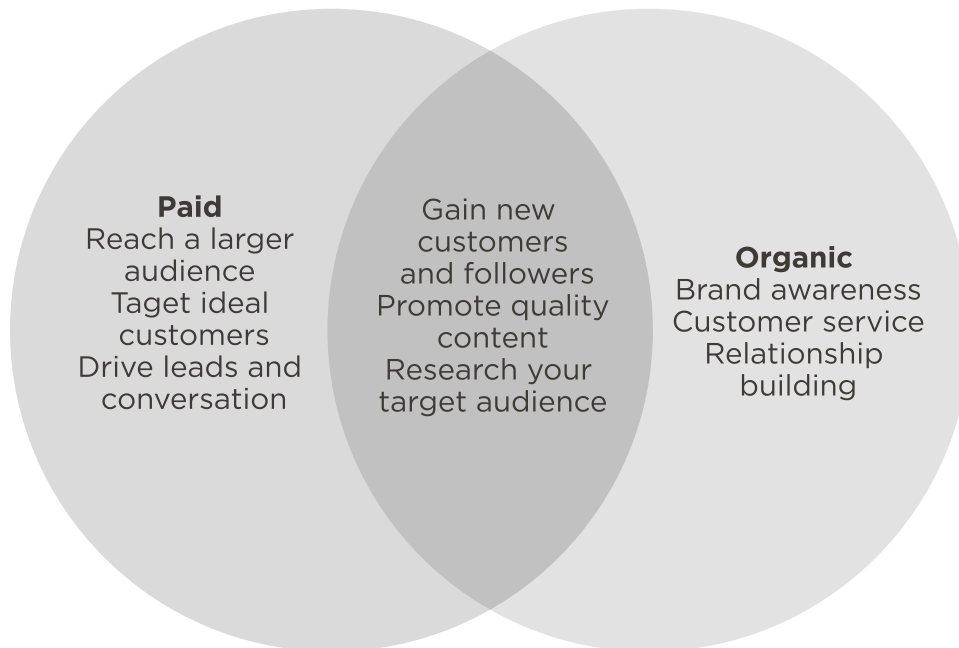 Paid
Reach a larger
audience
Taget ideal
customers
Drive leads and
conversation
Gain new
customers
and followers
Promote quality
content
Research your
target audience
Organic
Brand awareness
Customer service
Relationship
building